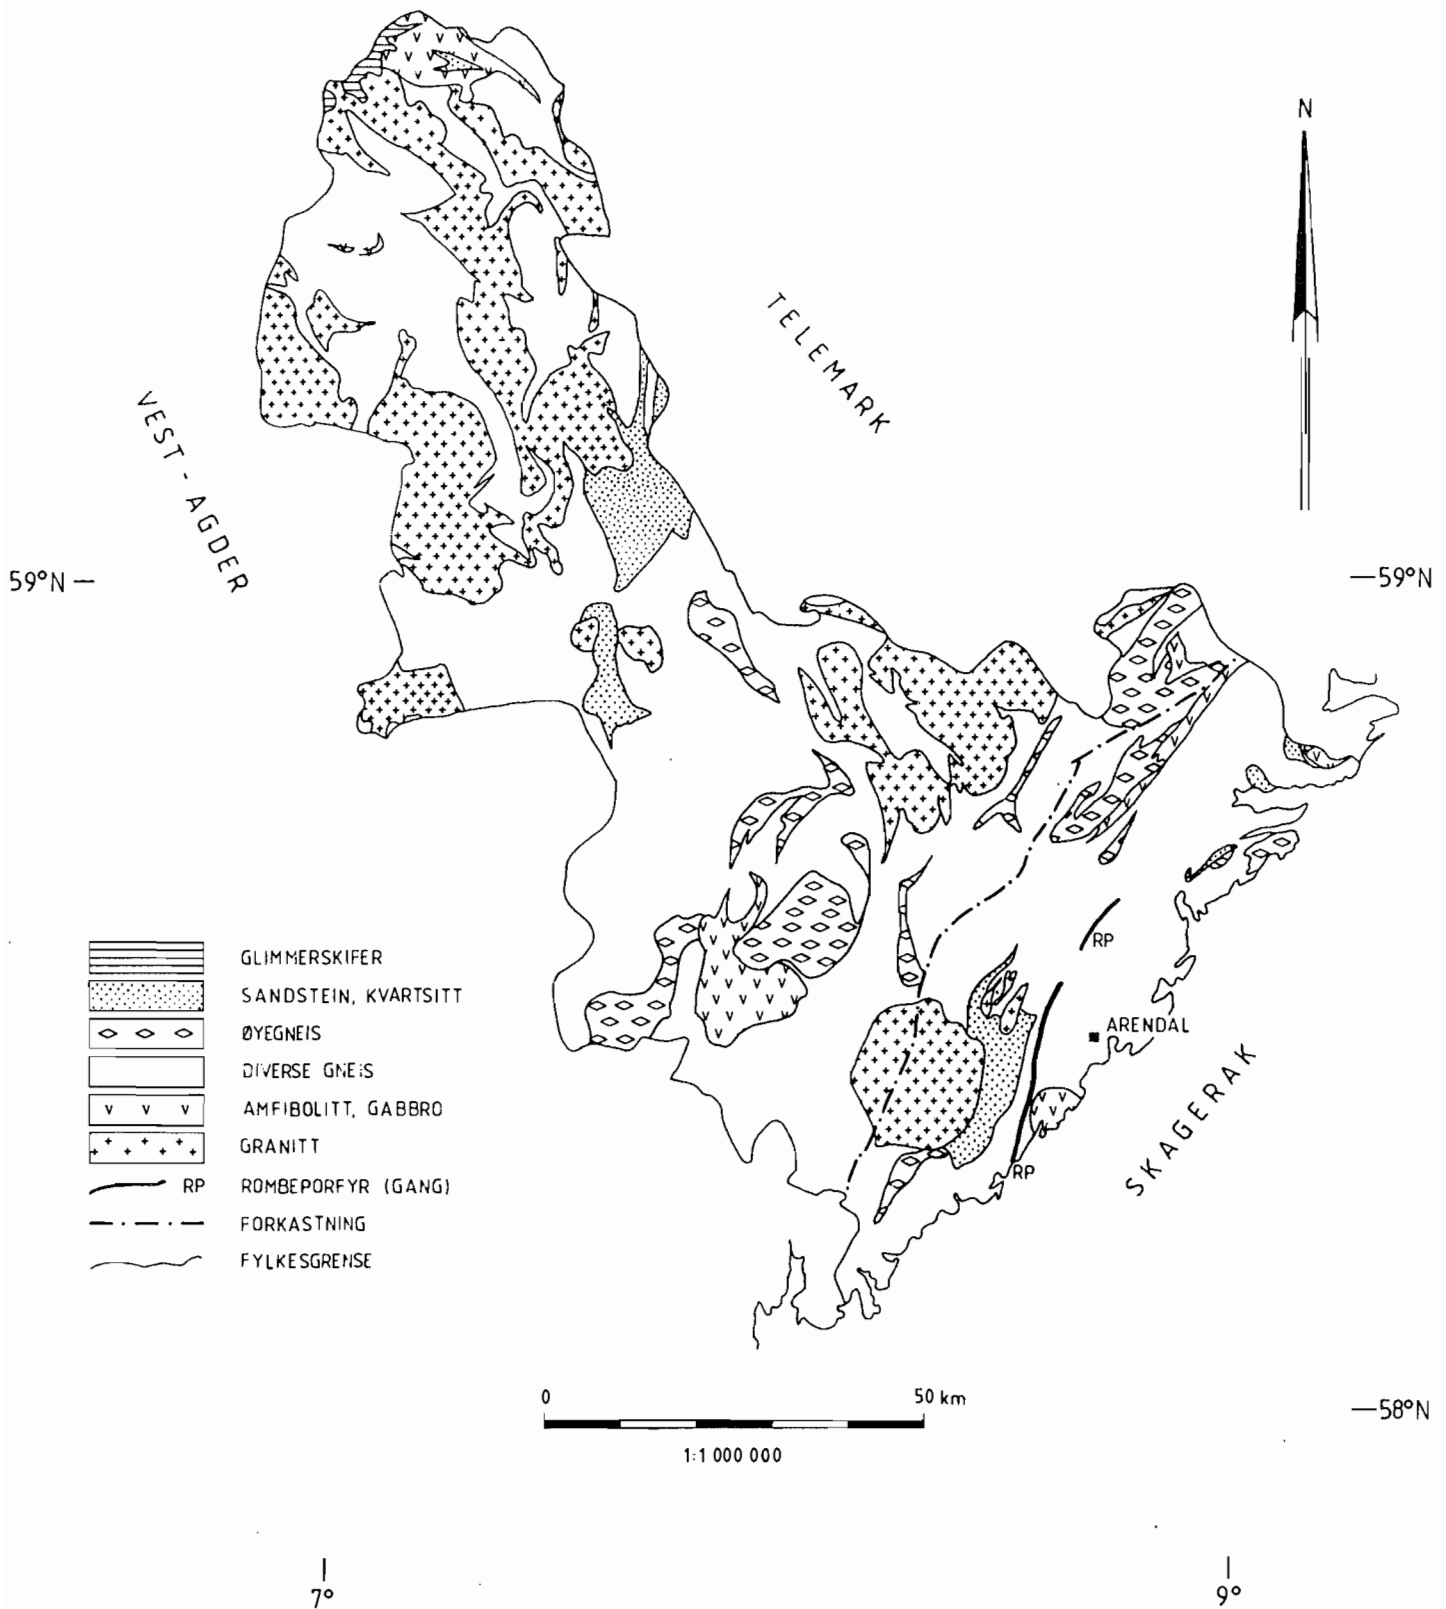 N
TELEMARK
VEST-AGDER
59°N
59°N
GLIMMERSKIFER
SANDSTEIN, KVARTSITT
ØYEGNEIS
DIVERSE GNEIS
AMFIBOLITT, GABBRO
GRANITT
RP ROMBEPORFYR (GANG)
FORKASTNING
FYLKESGRENSE
RP
ARENDAL
SKAGERAK
RP
0 50 km
1:1 000 000
58°N
7° 9°